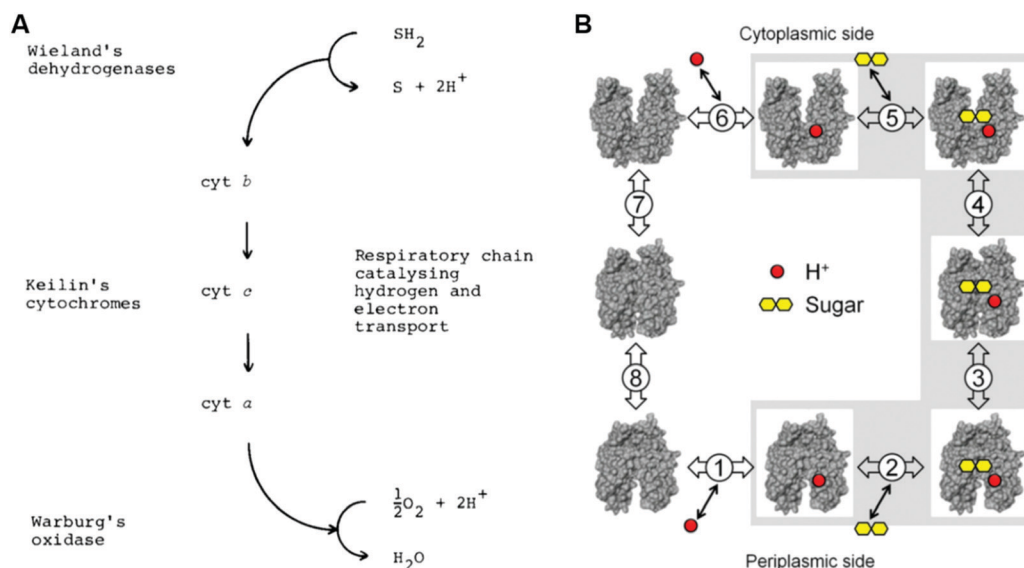 A
Wieland's
dehydrogenases
SH2
S + 2H+
cyt b
Keilin's
cytochromes
cyt c
Respiratory chain
catalysing
hydrogen and
electron
transport
cyt a
Warburg's
oxidase
½O2 + 2H+
H2O
B
Cytoplasmic side
6
5
7
4
H+
Sugar
8
3
1
2
Periplasmic side